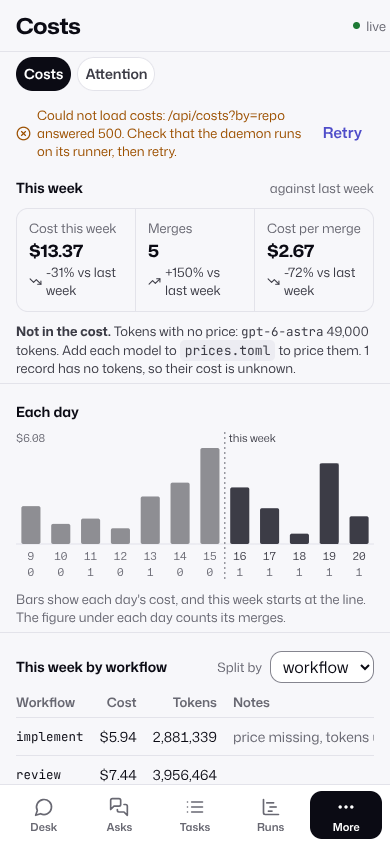 Costs
live
Costs Attention
Could not load costs: /api/costs?by=repo
answered 500. Check that the daemon runs
on its runner, then retry.
Retry
This week
against last week
Cost this week
$13.37
-31% vs last
week
Merges
5
+150% vs
last week
Cost per merge
$2.67
-72% vs last
week
Not in the cost. Tokens with no price: gpt-6-astra 49,000
tokens. Add each model to prices.toml to price them. 1
record has no tokens, so their cost is unknown.
Each day
$6.08
this week
9 10 11 12 13 14 15 16 17 18 19 20
0 0 1 0 1 0 0 1 1 1 1 1
Bars show each day's cost, and this week starts at the line.
The figure under each day counts its merges.
This week by workflow
Split by workflow
Workflow Cost Tokens Notes
implement $5.94 2,881,339 price missing, tokens
review $7.44 3,956,464
Desk Asks Tasks Runs More